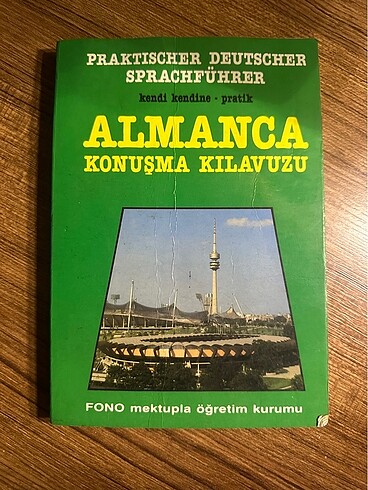 PRAKTISCHER DEUTSCHER
SPRACHFÜHRER
kendi kendine - pratik
ALMANCA
KONUŞMA KILAVUZU
FONO mektupla öğretim kurumu